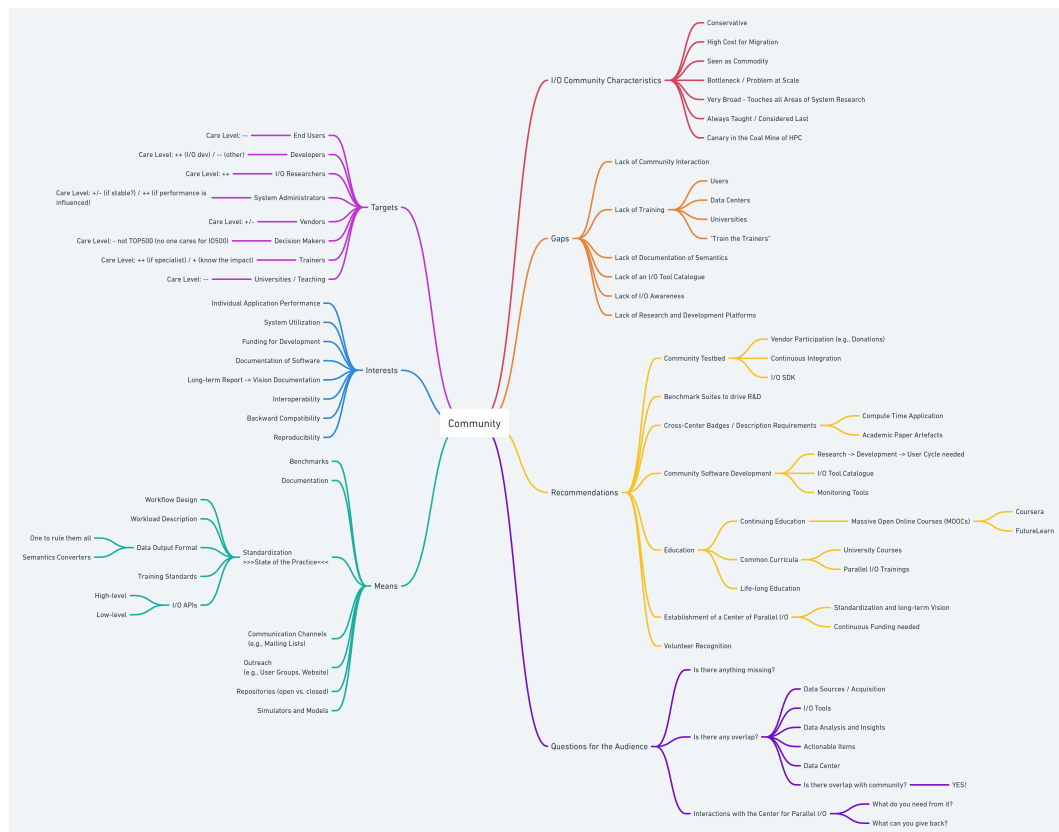 Community
I/O Community Characteristics
Conservative
High Cost for Migration
Seen as Commodity
Bottleneck / Problem at Scale
Very Broad - Touches all Areas of System Research
Always Taught / Considered Last
Canary in the Coal Mine of HPC
Gaps
Lack of Community Interaction
Lack of Training
Users
Data Centers
Universities
"Train the Trainers"
Lack of Documentation of Semantics
Lack of an I/O Tool Catalogue
Lack of I/O Awareness
Lack of Research and Development Platforms
Recommendations
Community Testbed
Vendor Participation (e.g., Donations)
Continuous Integration
I/O SDK
Benchmark Suites to drive R&D
Cross-Center Badges / Description Requirements
Compute Time Application
Academic Paper Artefacts
Community Software Development
Research -> Development -> User Cycle needed
I/O Tool Catalogue
Monitoring Tools
Education
Continuing Education
Massive Open Online Courses (MOOCs)
Coursera
FutureLearn
Common Curricula
University Courses
Parallel I/O Trainings
Life-long Education
Establishment of a Center of Parallel I/O
Standardization and long-term Vision
Continuous Funding needed
Volunteer Recognition
Questions for the Audience
Is there anything missing?
Is there any overlap?
Data Sources / Acquisition
I/O Tools
Data Analysis and Insights
Actionable Items
Data Center
Is there overlap with community?
YES!
Interactions with the Center for Parallel I/O
What do you need from it?
What can you give back?
Targets
End Users
Care Level: --
Developers
Care Level: ++ (I/O dev) / -- (other)
I/O Researchers
Care Level: ++
System Administrators
Care Level: +/- (if stable?) / ++ (if performance is
influenced)
Vendors
Care Level: +/-
Decision Makers
Care Level: - not TOP500 (no one cares for IO500)
Trainers
Care Level: ++ (if specialist) / + (know the impact)
Universities / Teaching
Care Level: --
Interests
Individual Application Performance
System Utilization
Funding for Development
Documentation of Software
Long-term Report -> Vision Documentation
Interoperability
Backward Compatibility
Reproducibility
Means
Benchmarks
Documentation
Standardization
>>>State of the Practice<<<
Workflow Design
Workload Description
Data Output Format
One to rule them all
Semantics Converters
Training Standards
I/O APIs
High-level
Low-level
Communication Channels
(e.g., Mailing Lists)
Outreach
(e.g., User Groups, Website)
Repositories (open vs. closed)
Simulators and Models